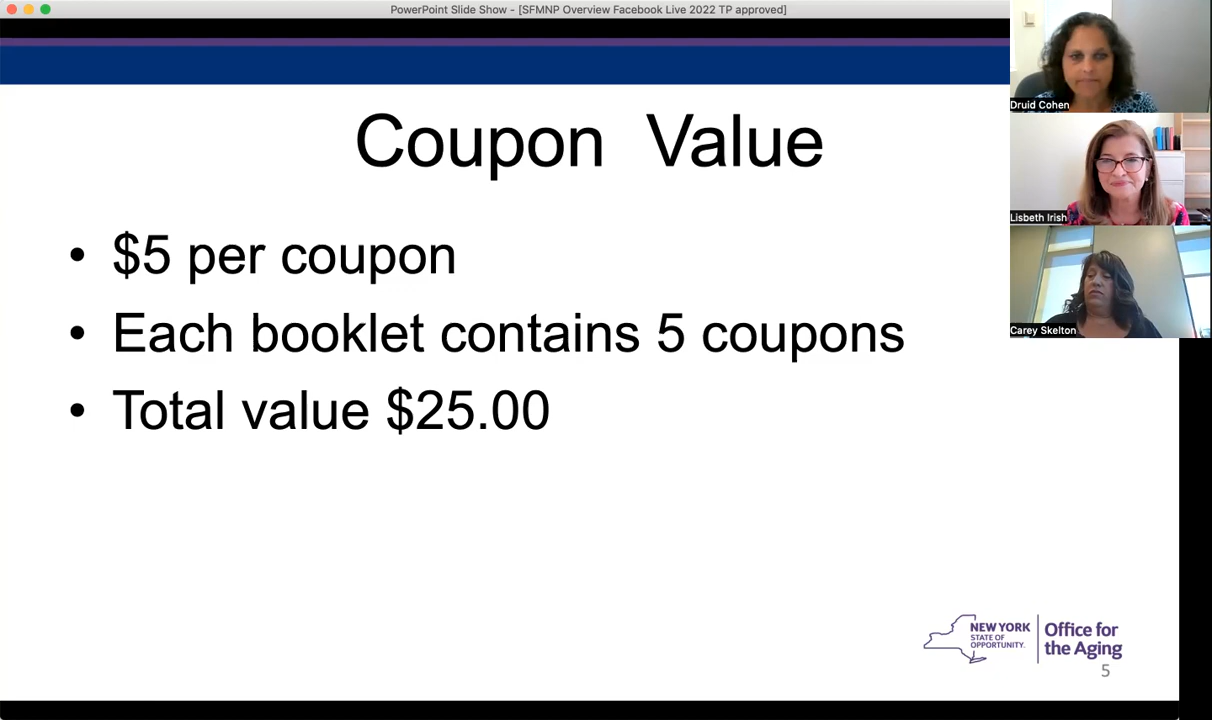 PowerPoint Slide Show - [SFMNP Overview Facebook Live 2022 TP approved]
Coupon Value
• $5 per coupon
• Each booklet contains 5 coupons
• Total value $25.00
Druid Cohen
Lisbeth Irish
Carey Skelton
NEW YORK
STATE OF
OPPORTUNITY.
Office for
the Aging
5